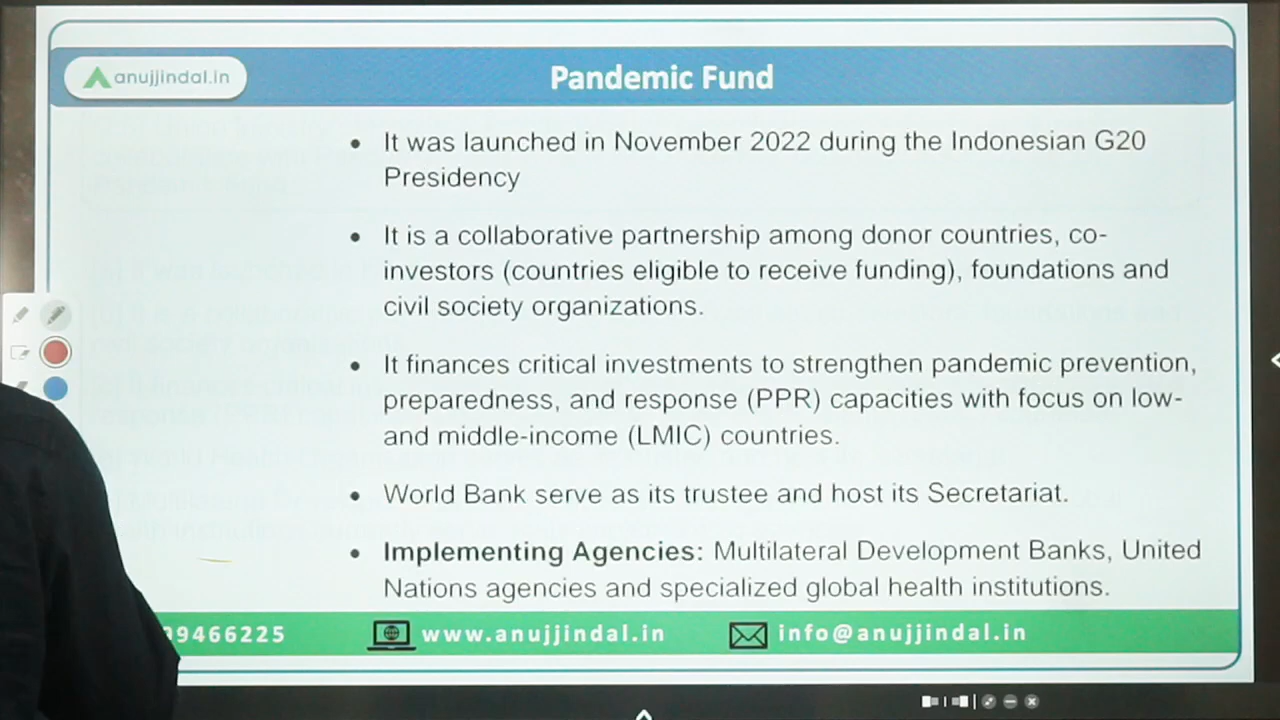 anujjindal.in
Pandemic Fund
• It was launched in November 2022 during the Indonesian G20
Presidency
• It is a collaborative partnership among donor countries, co-
investors (countries eligible to receive funding), foundations and
civil society organizations.
• It finances critical investments to strengthen pandemic prevention,
preparedness, and response (PPR) capacities with focus on low-
and middle-income (LMIC) countries.
• World Bank serve as its trustee and host its Secretariat.
• Implementing Agencies: Multilateral Development Banks, United
Nations agencies and specialized global health institutions.
99466225 www.anujjindal.in info@anujjindal.in